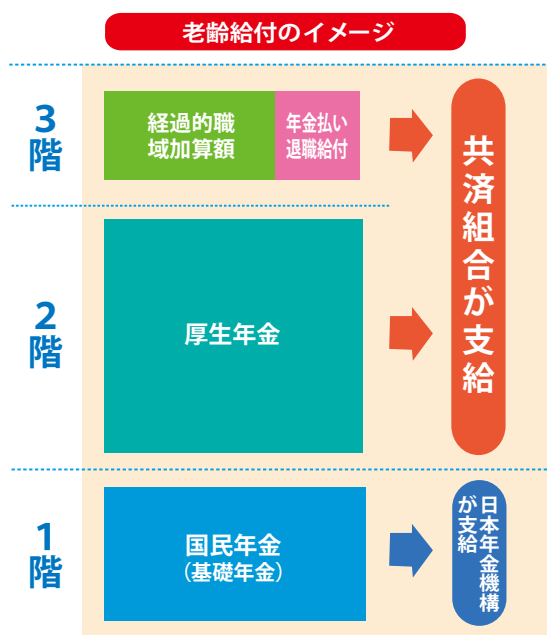 老齢給付のイメージ
3
階
経過的職
域加算額
年金払い
退職給付
共済組合が支給
2
階
厚生年金
1
階
国民年金
(基礎年金)
日本年金機構
が支給